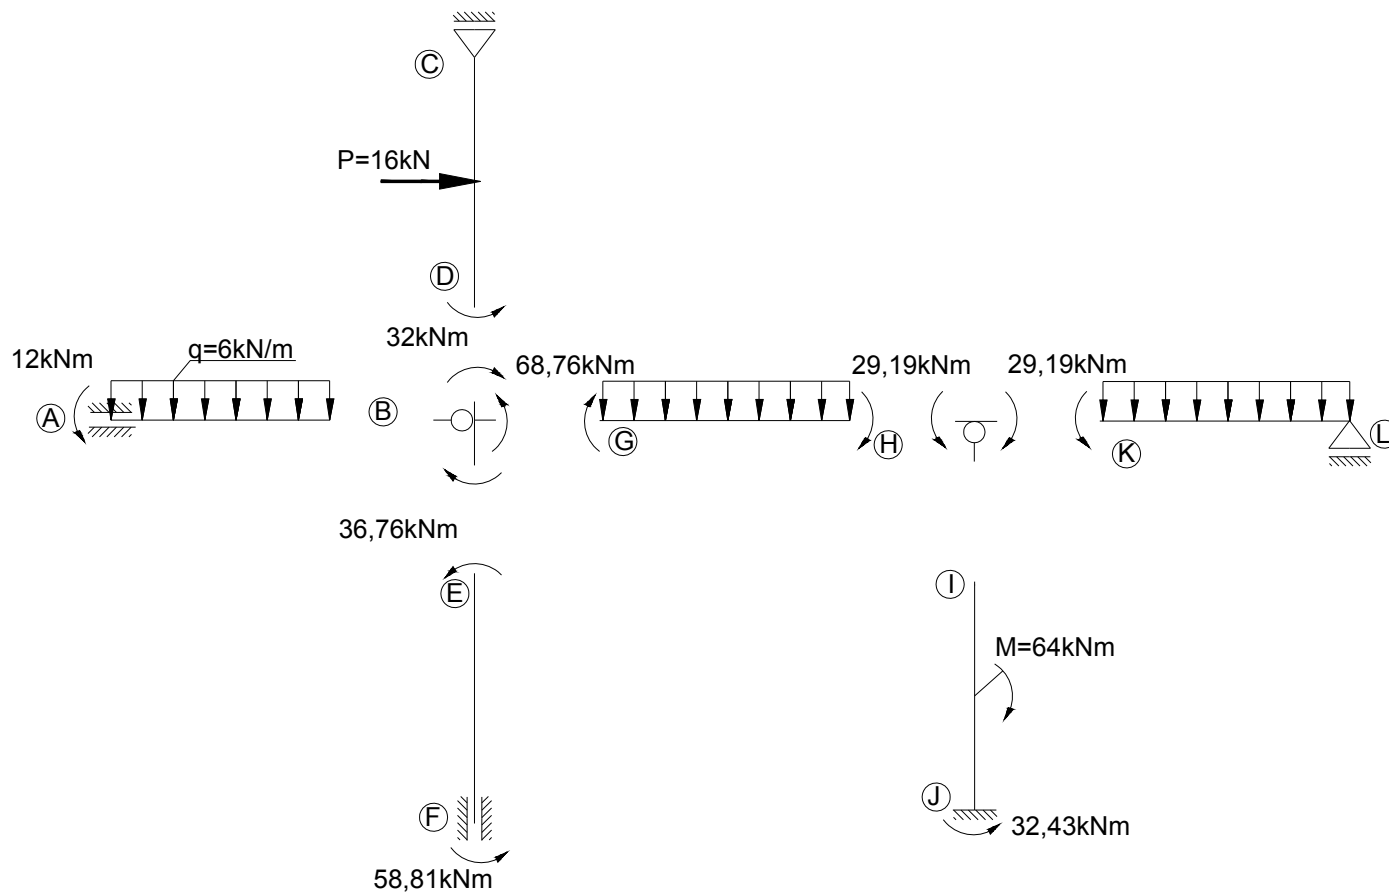 C
P=16kN
D
32kNm
12kNm
q=6kN/m
68,76kNm
29,19kNm
29,19kNm
A
B
G
H
K
L
36,76kNm
E
I
M=64kNm
F
J
32,43kNm
58,81kNm